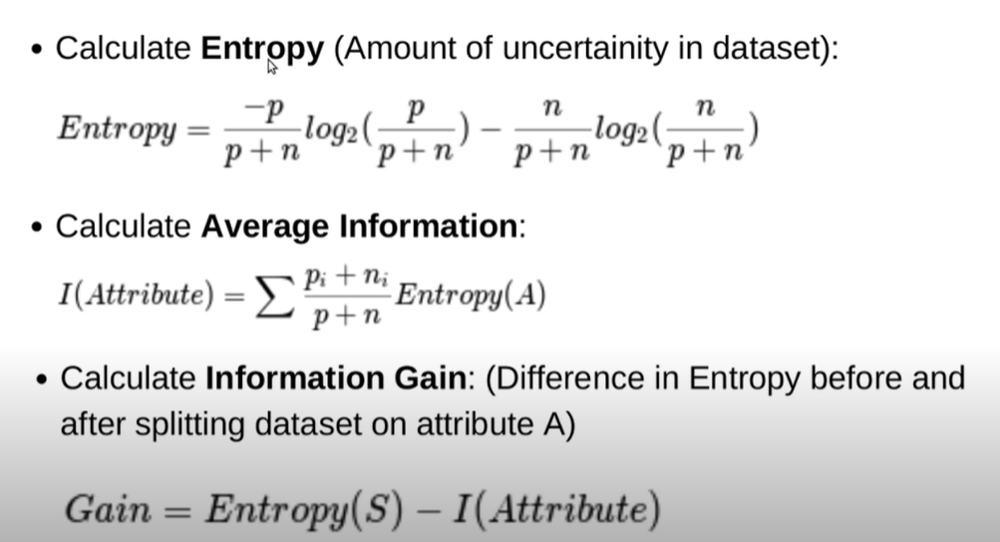 • Calculate Entropy (Amount of uncertainity in dataset):
Entropy = \frac{-p}{p+n} log_2(\frac{p}{p+n}) - \frac{n}{p+n} log_2(\frac{n}{p+n})
• Calculate Average Information:
I(Attribute) = \sum \frac{p_i+n_i}{p+n} Entropy(A)
• Calculate Information Gain: (Difference in Entropy before and
after splitting dataset on attribute A)
Gain = Entropy(S) - I(Attribute)